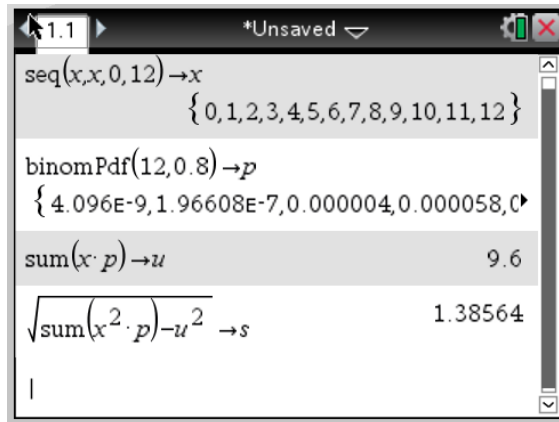 1.1
*Unsaved
seq(x,x,0,12)→x
{0,1,2,3,4,5,6,7,8,9,10,11,12}
binomPdf(12,0.8)→p
{4.096ᴇ-9,1.96608ᴇ-7,0.000004,0.000058,0
sum(x·p)→u
9.6
√sum(x²·p)-u² →s
1.38564